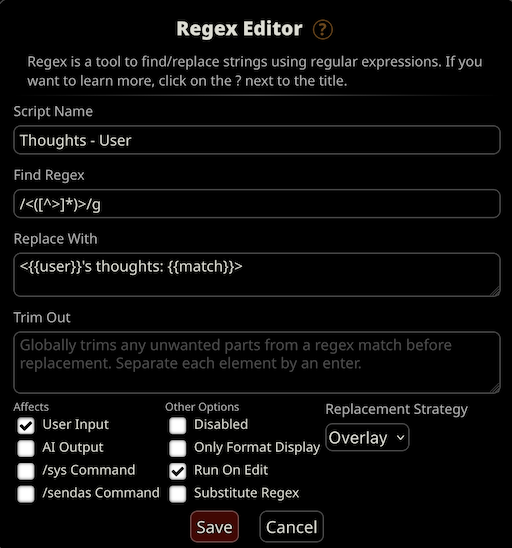 Regex Editor ?
Regex is a tool to find/replace strings using regular expressions. If you
want to learn more, click on the ? next to the title.
Script Name
Thoughts - User
Find Regex
/<([^>]*)>/g
Replace With
<{{user}}'s thoughts: {{match}}>
Trim Out
Globally trims any unwanted parts from a regex match before
replacement. Separate each element by an enter.
Affects
User Input
AI Output
/sys Command
/sendas Command
Other Options
Disabled
Only Format Display
Run On Edit
Substitute Regex
Replacement Strategy
Overlay
Save
Cancel